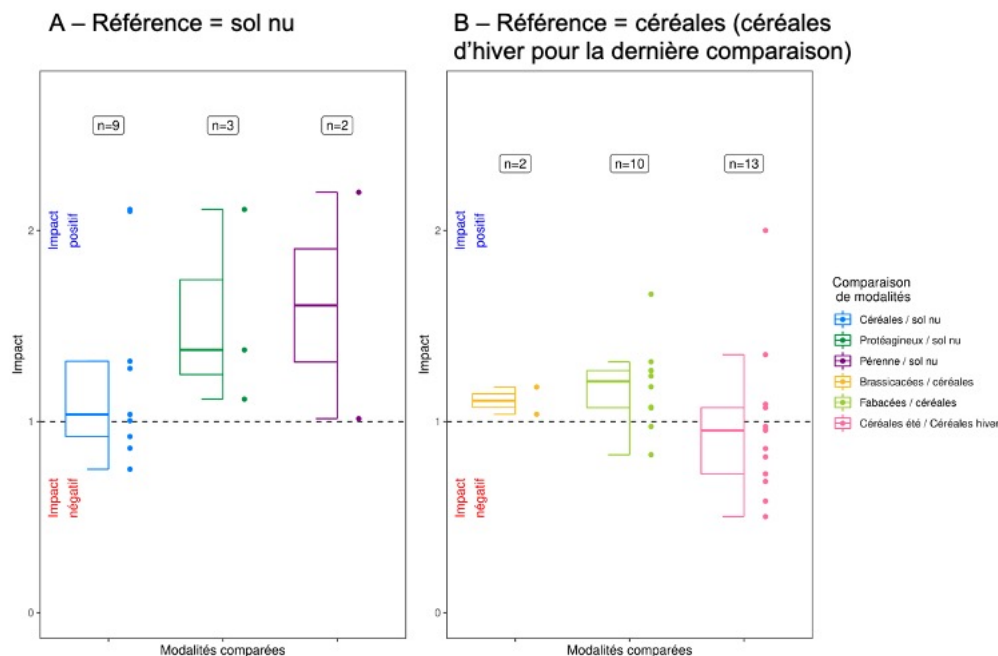 A – Référence = sol nu
B – Référence = céréales (céréales
d'hiver pour la dernière comparaison)
n=9
n=3
n=2
n=2
n=10
n=13
Impact
positif
Impact
positif
2
2
Impact
Impact
1
1
Impact
négatif
Impact
négatif
0
0
Modalités comparées
Modalités comparées
Comparaison
de modalités
Céréales / sol nu
Protéagineux / sol nu
Pérenne / sol nu
Brassicacées / céréales
Fabacées / céréales
Céréales été / Céréales hiver